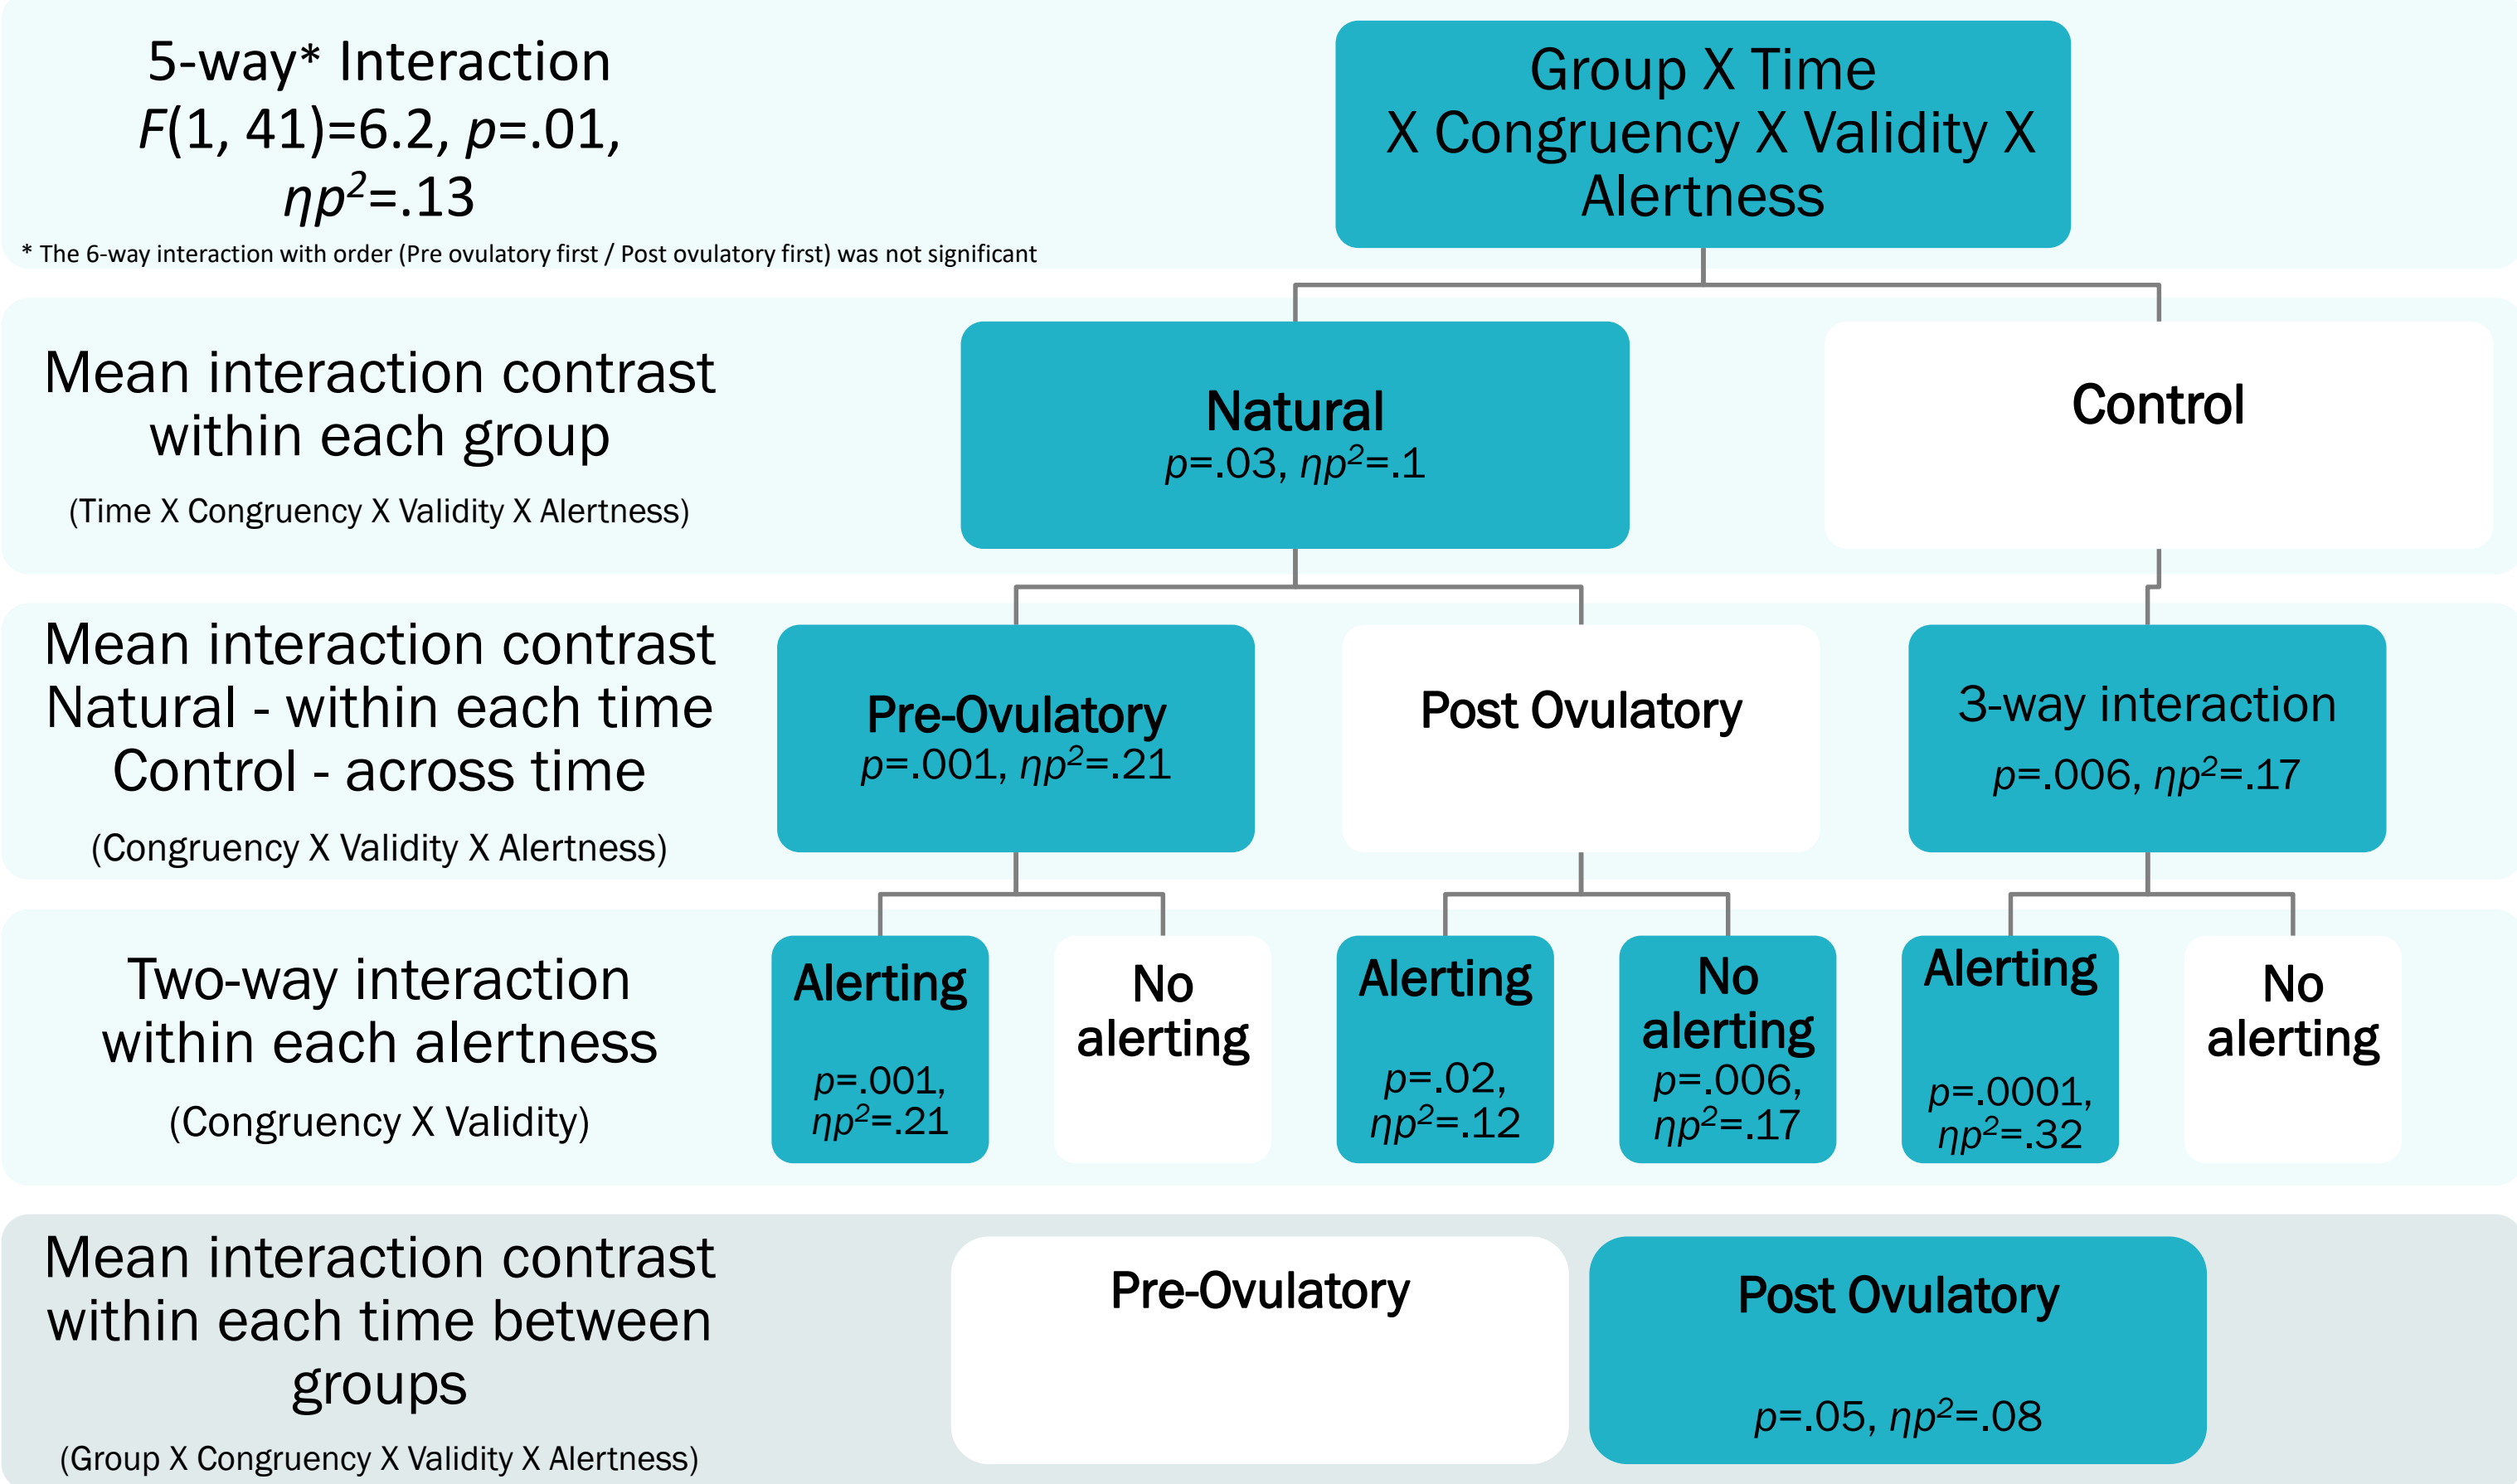 5-way* Interaction
F(1, 41)=6.2, p=.01,
ηp²=.13
* The 6-way interaction with order (Pre ovulatory first / Post ovulatory first) was not significant
Group X Time
X Congruency X Validity X
Alertness
Mean interaction contrast
within each group
(Time X Congruency X Validity X Alertness)
Natural
p=.03, ηp²=.1
Control
Mean interaction contrast
Natural - within each time
Control - across time
(Congruency X Validity X Alertness)
Pre-Ovulatory
p=.001, ηp²=.21
Post Ovulatory
3-way interaction
p=.006, ηp²=.17
Two-way interaction
within each alertness
(Congruency X Validity)
Alerting
p=.001,
ηp²=.21
No
alerting
Alerting
p=.02,
ηp²=.12
No
alerting
p=.006,
ηp²=.17
Alerting
p=.0001,
ηp²=.32
No
alerting
Mean interaction contrast
within each time between
groups
(Group X Congruency X Validity X Alertness)
Pre-Ovulatory
Post Ovulatory
p=.05, ηp²=.08